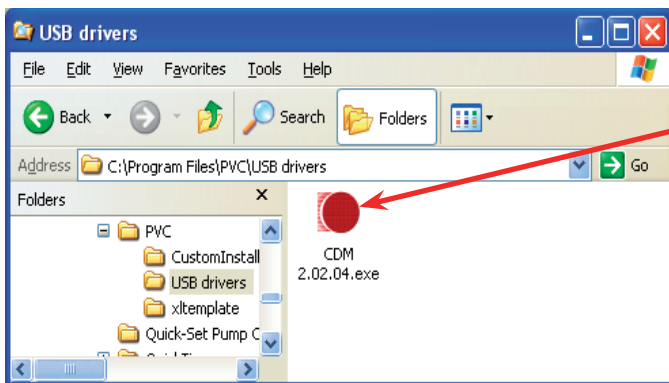 USB drivers
File Edit View Favorites Tools Help
Back Search Folders
Address C:\Program Files\PVC\USB drivers Go
Folders X
PVC
CustomInstall
USB drivers
xltemplate
Quick-Set Pump C
CDM
2.02.04.exe